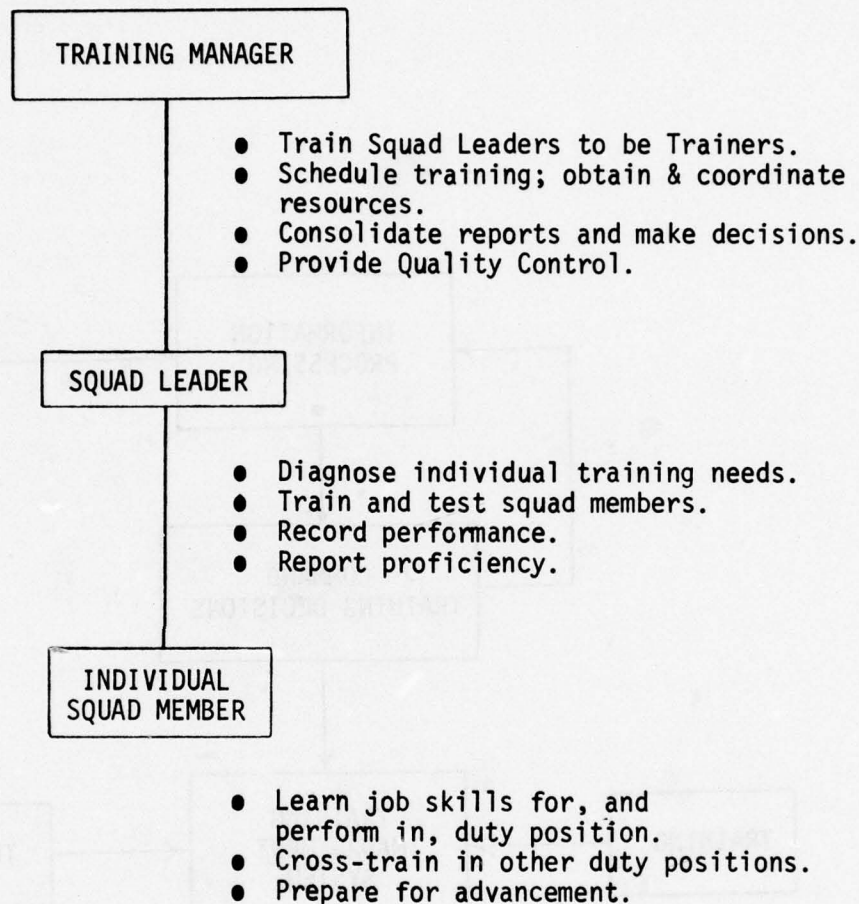 TRAINING MANAGER
● Train Squad Leaders to be Trainers.
● Schedule training; obtain & coordinate
resources.
● Consolidate reports and make decisions.
● Provide Quality Control.
SQUAD LEADER
● Diagnose individual training needs.
● Train and test squad members.
● Record performance.
● Report proficiency.
INDIVIDUAL
SQUAD MEMBER
● Learn job skills for, and
perform in, duty position.
● Cross-train in other duty positions.
● Prepare for advancement.